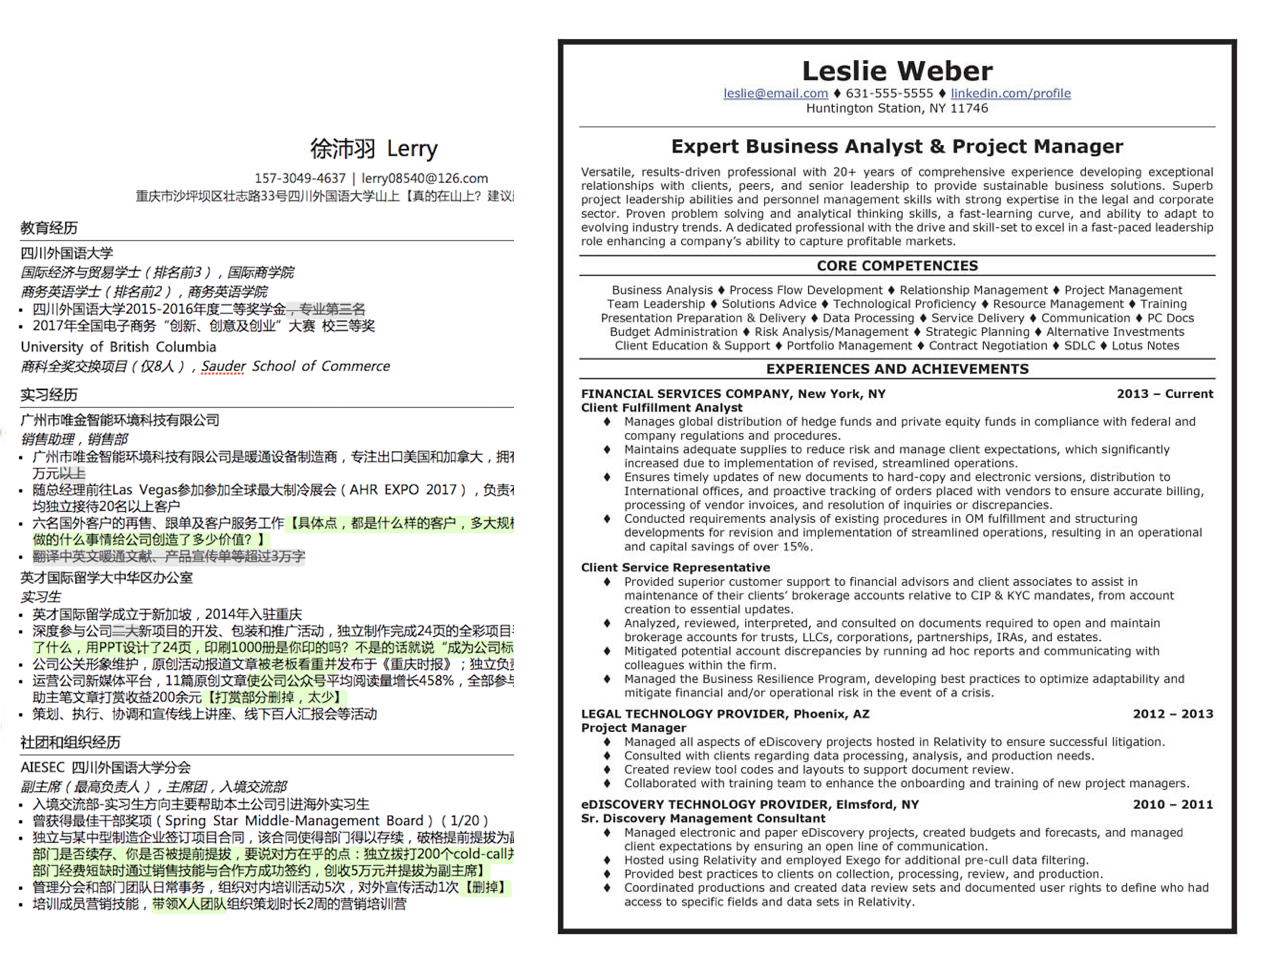 徐沛羽 Lerry
157-3049-4637 | lerry08540@126.com
重庆市沙坪坝区壮志路33号四川外国语大学山上【真的在山上？建议
教育经历
四川外国语大学
国际经济与贸易学士（排名前3），国际商学院
商务英语学士（排名前2），商务英语学院
• 四川外国语大学2015-2016年度二等奖学金，专业第三名
• 2017年全国电子商务“创新、创意及创业”大赛 校三等奖
University of British Columbia
商科全奖交换项目（仅8人），Sauder School of Commerce
实习经历
广州市唯金智能环境科技有限公司
销售助理，销售部
• 广州市唯金智能环境科技有限公司是暖通设备制造商，专注出口美国和加拿大，拥有
万元以上
• 随总经理前往Las Vegas参加参加全球最大制冷展会（AHR EXPO 2017），负责
均独立接待20名以上客户
• 六名国外客户的再售、跟单及客户服务工作【具体点，都是什么样的客户，多大规模
做的什么事情给公司创造了多少价值？】
• 翻译中英文暖通文献、产品宣传单等超过3万字
英才国际留学大中华区办公室
实习生
• 英才国际留学成立于新加坡，2014年入驻重庆
• 深度参与公司二大新项目的开发、包装和推广活动，独立制作完成24页的全彩项目
了什么，用PPT设计了24页，印刷1000册是你印的吗？不是的话就说“成为公司标
• 公司公关形象维护，原创活动报道文章被老板看重并发布于《重庆时报》；独立负责
• 运营公司新媒体平台，11篇原创文章使公司公众号平均阅读量增长458%，全部参与
助主笔文章打赏收益200余元【打赏部分删掉，太少】
• 策划、执行、协调和宣传线上讲座、线下百人汇报会等活动
社团和组织经历
AIESEC 四川外国语大学分会
副主席（最高负责人），主席团，入境交流部
• 入境交流部-实习生方向主要帮助本土公司引进海外实习生
• 曾获得最佳干部奖项（Spring Star Middle-Management Board）（1/20）
• 独立与某中型制造企业签订项目合同，该合同使得部门得以存续，破格提前提拔为副
部门是否续存、你是否被提前提拔，要说对方在乎的点：独立拨打200个cold-call并
部门经费短缺时通过销售技能与合作方成功签约，创收5万元并提拔为副主席】
• 管理分会和部门团队日常事务，组织对内培训活动5次，对外宣传活动1次【删掉】
• 培训成员营销技能，带领X人团队组织策划时长2周的营销培训营
Leslie Weber
leslie@email.com ♦ 631-555-5555 ♦ linkedin.com/profile
Huntington Station, NY 11746
Expert Business Analyst & Project Manager
Versatile, results-driven professional with 20+ years of comprehensive experience developing exceptional
relationships with clients, peers, and senior leadership to provide sustainable business solutions. Superb
project leadership abilities and personnel management skills with strong expertise in the legal and corporate
sector. Proven problem solving and analytical thinking skills, a fast-learning curve, and ability to adapt to
evolving industry trends. A dedicated professional with the drive and skill-set to excel in a fast-paced leadership
role enhancing a company’s ability to capture profitable markets.
CORE COMPETENCIES
Business Analysis ♦ Process Flow Development ♦ Relationship Management ♦ Project Management
Team Leadership ♦ Solutions Advice ♦ Technological Proficiency ♦ Resource Management ♦ Training
Presentation Preparation & Delivery ♦ Data Processing ♦ Service Delivery ♦ Communication ♦ PC Docs
Budget Administration ♦ Risk Analysis/Management ♦ Strategic Planning ♦ Alternative Investments
Client Education & Support ♦ Portfolio Management ♦ Contract Negotiation ♦ SDLC ♦ Lotus Notes
EXPERIENCES AND ACHIEVEMENTS
FINANCIAL SERVICES COMPANY, New York, NY 2013 – Current
Client Fulfillment Analyst
♦ Manages global distribution of hedge funds and private equity funds in compliance with federal and
company regulations and procedures.
♦ Maintains adequate supplies to reduce risk and manage client expectations, which significantly
increased due to implementation of revised, streamlined operations.
♦ Ensures timely updates of new documents to hard-copy and electronic versions, distribution to
International offices, and proactive tracking of orders placed with vendors to ensure accurate billing,
processing of vendor invoices, and resolution of inquiries or discrepancies.
♦ Conducted requirements analysis of existing procedures in OM fulfillment and structuring
developments for revision and implementation of streamlined operations, resulting in an operational
and capital savings of over 15%.
Client Service Representative
♦ Provided superior customer support to financial advisors and client associates to assist in
maintenance of their clients’ brokerage accounts relative to CIP & KYC mandates, from account
creation to essential updates.
♦ Analyzed, reviewed, interpreted, and consulted on documents required to open and maintain
brokerage accounts for trusts, LLCs, corporations, partnerships, IRAs, and estates.
♦ Mitigated potential account discrepancies by running ad hoc reports and communicating with
colleagues within the firm.
♦ Managed the Business Resilience Program, developing best practices to optimize adaptability and
mitigate financial and/or operational risk in the event of a crisis.
LEGAL TECHNOLOGY PROVIDER, Phoenix, AZ 2012 – 2013
Project Manager
♦ Managed all aspects of eDiscovery projects hosted in Relativity to ensure successful litigation.
♦ Consulted with clients regarding data processing, analysis, and production needs.
♦ Created review tool codes and layouts to support document review.
♦ Collaborated with training team to enhance the onboarding and training of new project managers.
eDISCOVERY TECHNOLOGY PROVIDER, Elmsford, NY 2010 – 2011
Sr. Discovery Management Consultant
♦ Managed electronic and paper eDiscovery projects, created budgets and forecasts, and managed
client expectations by ensuring an open line of communication.
♦ Hosted using Relativity and employed Exego for additional pre-cull data filtering.
♦ Provided best practices to clients on collection, processing, review, and production.
♦ Coordinated productions and created data review sets and documented user rights to define who had
access to specific fields and data sets in Relativity.